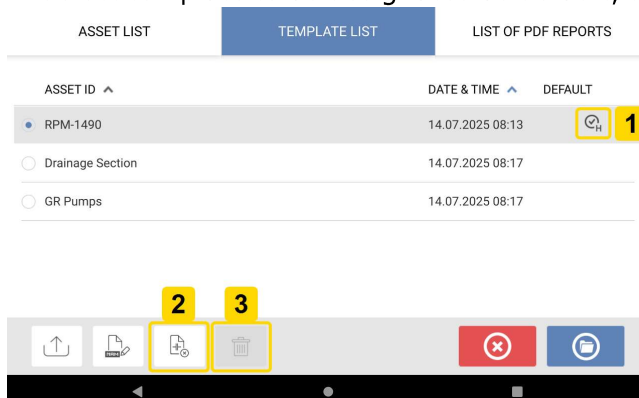 ASSET LIST TEMPLATE LIST LIST OF PDF REPORTS
ASSET ID DATE & TIME DEFAULT
RPM-1490 14.07.2025 08:13 H 1
Drainage Section 14.07.2025 08:17
GR Pumps 14.07.2025 08:17
2 3